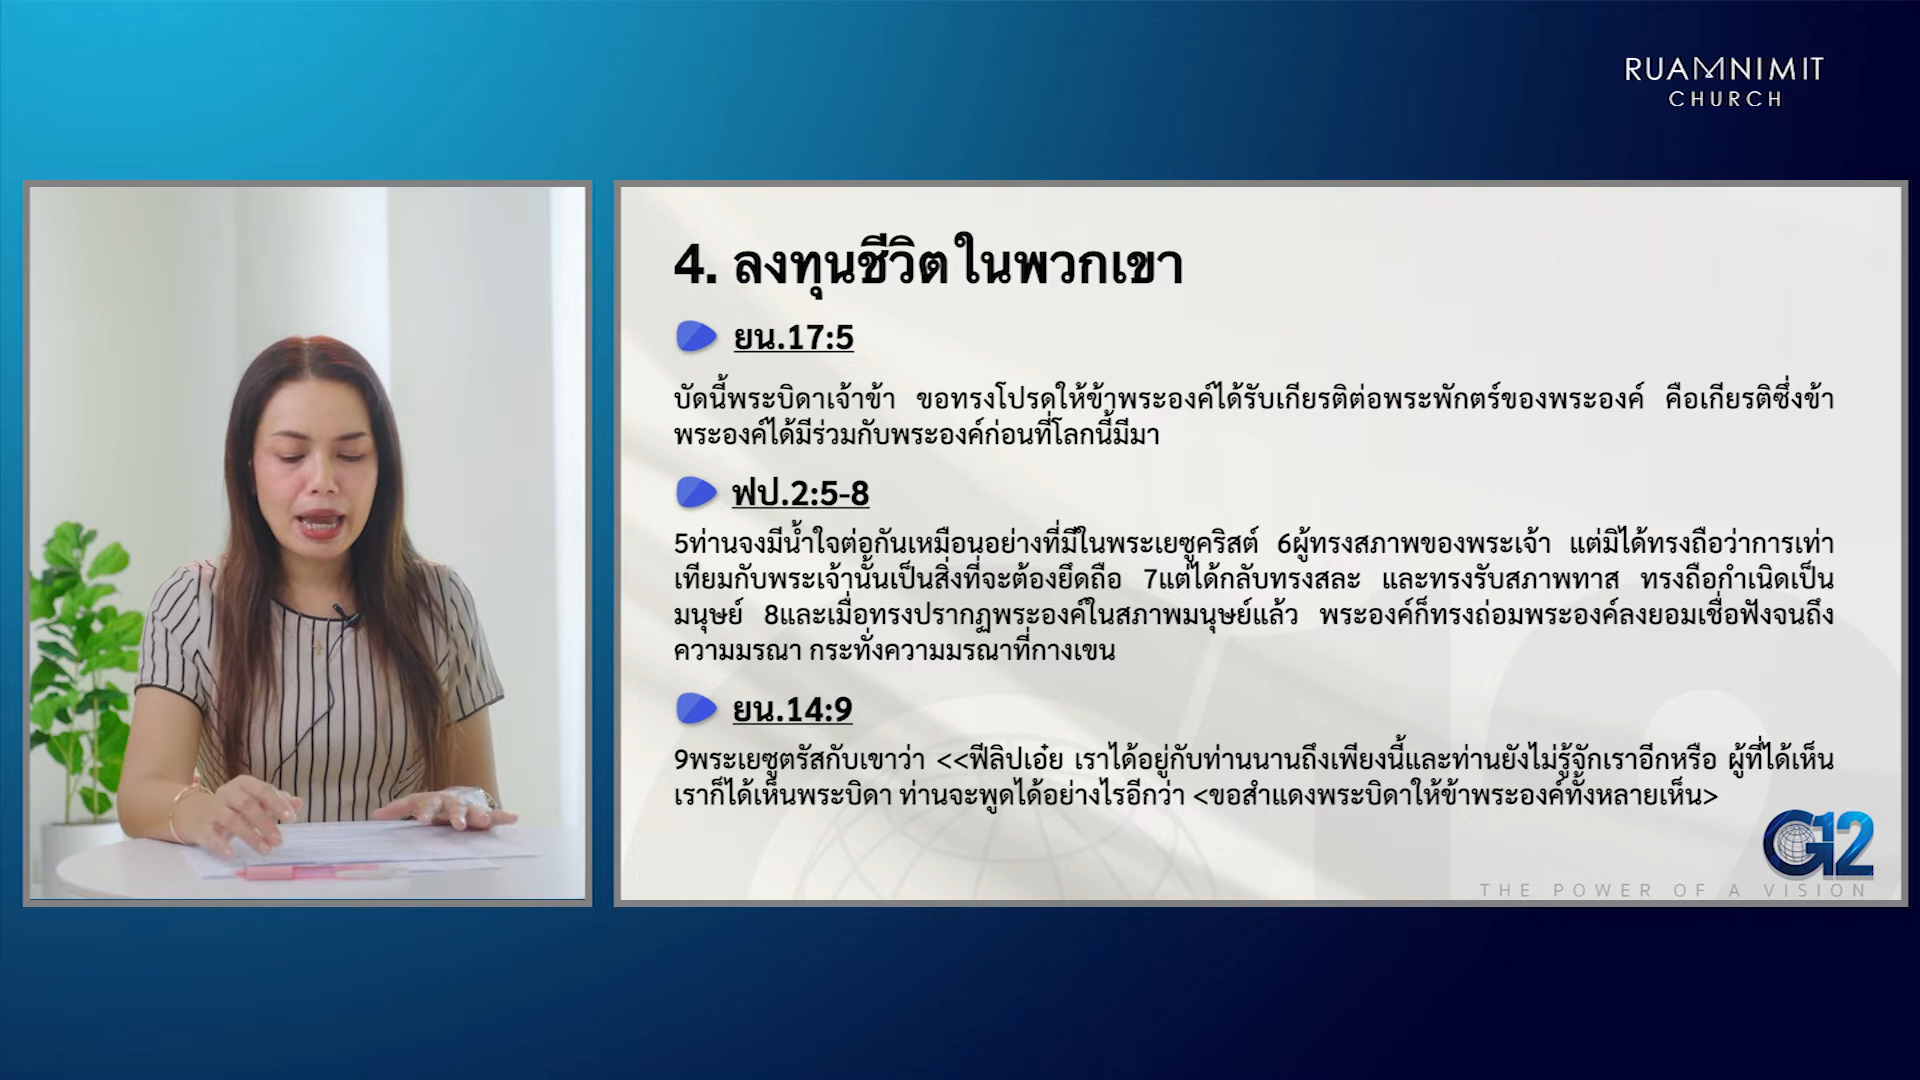 RUAMNIMIT
CHURCH
4. ลงทุนชีวิตในพวกเขา
ยน.17:5
บัดนี้พระบิดาเจ้าข้า ขอทรงโปรดให้ข้าพระองค์ได้รับเกียรติต่อพระพักตร์ของพระองค์ คือเกียรติซึ่งข้า
พระองค์ได้มีร่วมกับพระองค์ก่อนที่โลกนี้มีมา
ฟป.2:5-8
5ท่านจงมีน้ำใจต่อกันเหมือนอย่างที่มีในพระเยซูคริสต์ 6ผู้ทรงสภาพของพระเจ้า แต่มิได้ทรงถือว่าการเท่า
เทียมกับพระเจ้านั้นเป็นสิ่งที่จะต้องยึดถือ 7แต่ได้กลับทรงสละ และทรงรับสภาพทาส ทรงถือกำเนิดเป็น
มนุษย์ 8และเมื่อทรงปรากฏพระองค์ในสภาพมนุษย์แล้ว พระองค์ก็ทรงถ่อมพระองค์ลงยอมเชื่อฟังจนถึง
ความมรณา กระทั่งความมรณาที่กางเขน
ยน.14:9
9พระเยซูตรัสกับเขาว่า <<ฟีลิปเอ๋ย เราได้อยู่กับท่านนานถึงเพียงนี้และท่านยังไม่รู้จักเราอีกหรือ ผู้ที่ได้เห็น
เราก็ได้เห็นพระบิดา ท่านจะพูดได้อย่างไรอีกว่า <ขอสำแดงพระบิดาให้ข้าพระองค์ทั้งหลายเห็น>
G12
THE POWER OF A VISION